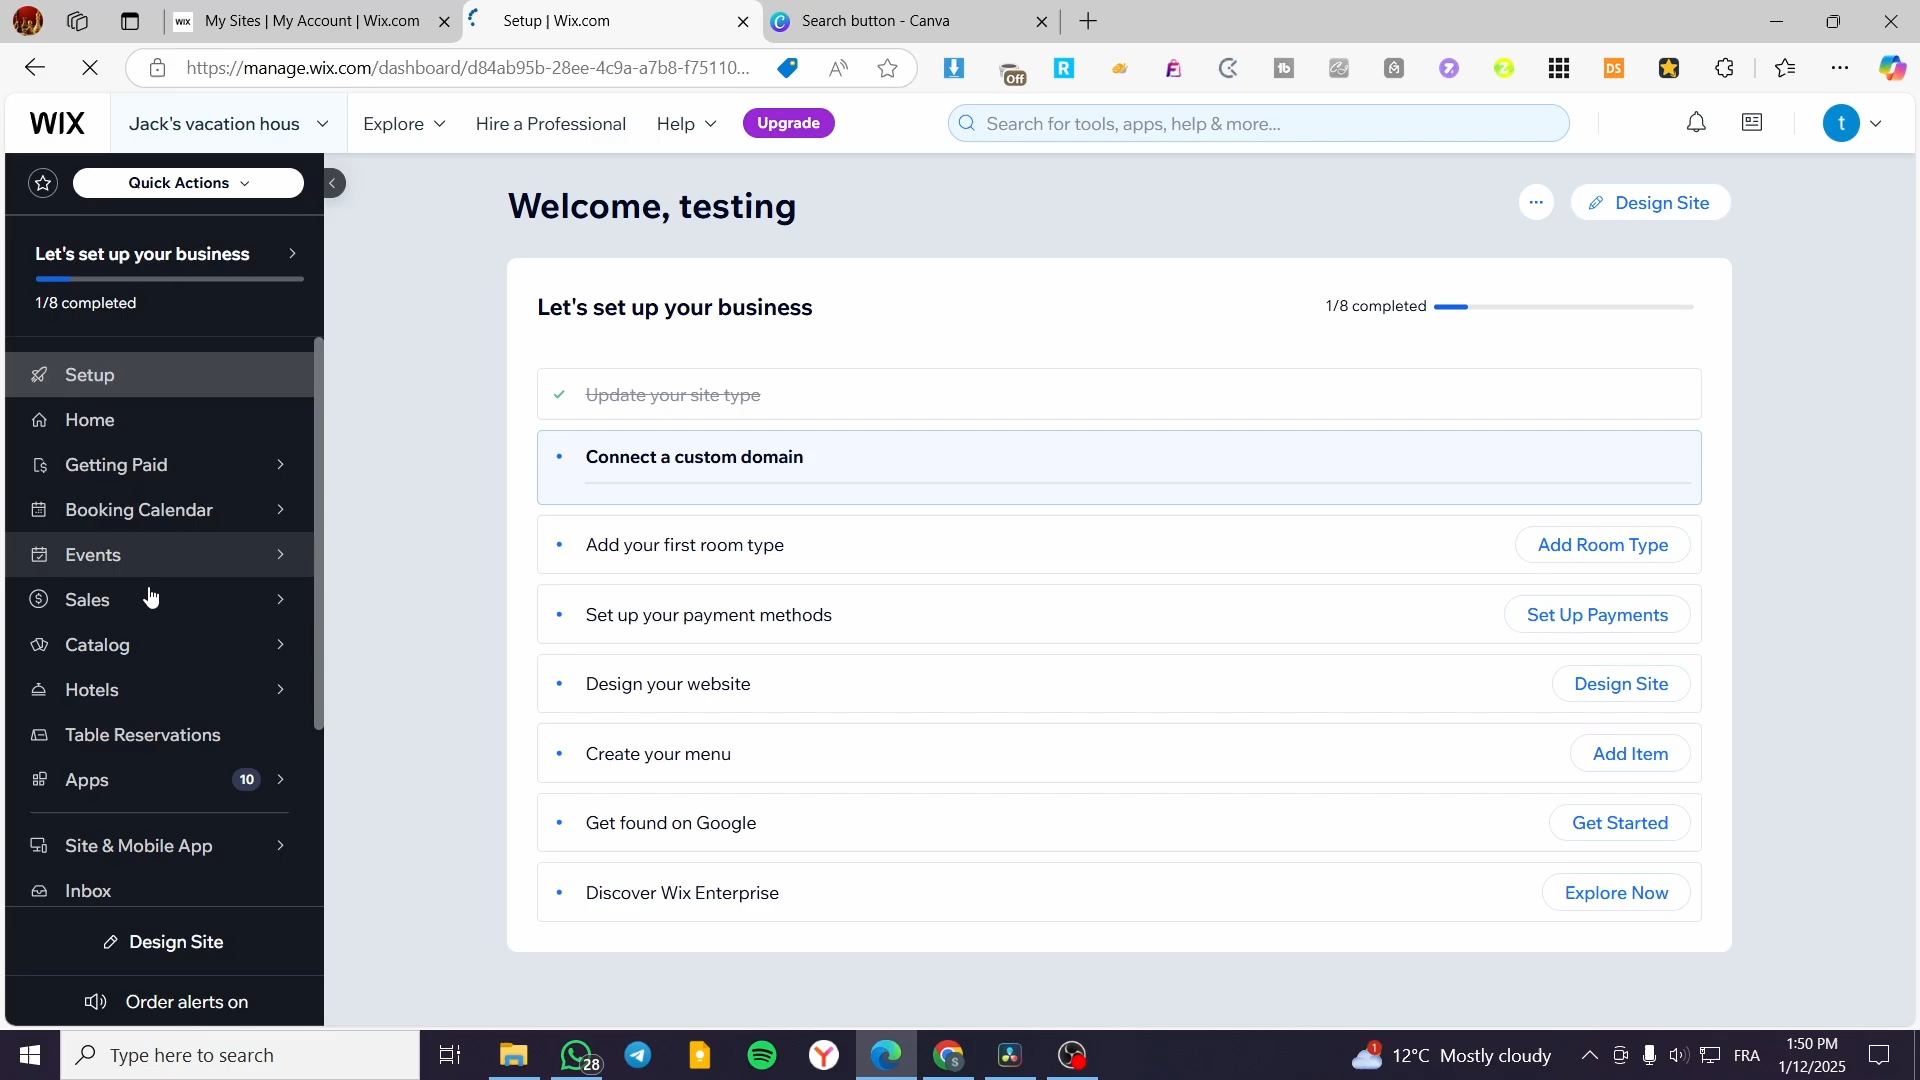 My Sites | My Account | Wix.com
Setup | Wix.com
Search button - Canva
https://manage.wix.com/dashboard/d84ab95b-28ee-4c9a-a7b8-f75110...
WIX
Jack's vacation hous
Explore
Hire a Professional
Help
Upgrade
Search for tools, apps, help & more...
t
Quick Actions
Let's set up your business
1/8 completed
Setup
Home
Getting Paid
Booking Calendar
Events
Sales
Catalog
Hotels
Table Reservations
Apps
10
Site & Mobile App
Inbox
Design Site
Order alerts on
Welcome, testing
Design Site
Let's set up your business
1/8 completed
Update your site type
Connect a custom domain
Add your first room type
Add Room Type
Set up your payment methods
Set Up Payments
Design your website
Design Site
Create your menu
Add Item
Get found on Google
Get Started
Discover Wix Enterprise
Explore Now
Type here to search
28
12°C Mostly cloudy
FRA
1:50 PM
1/12/2025